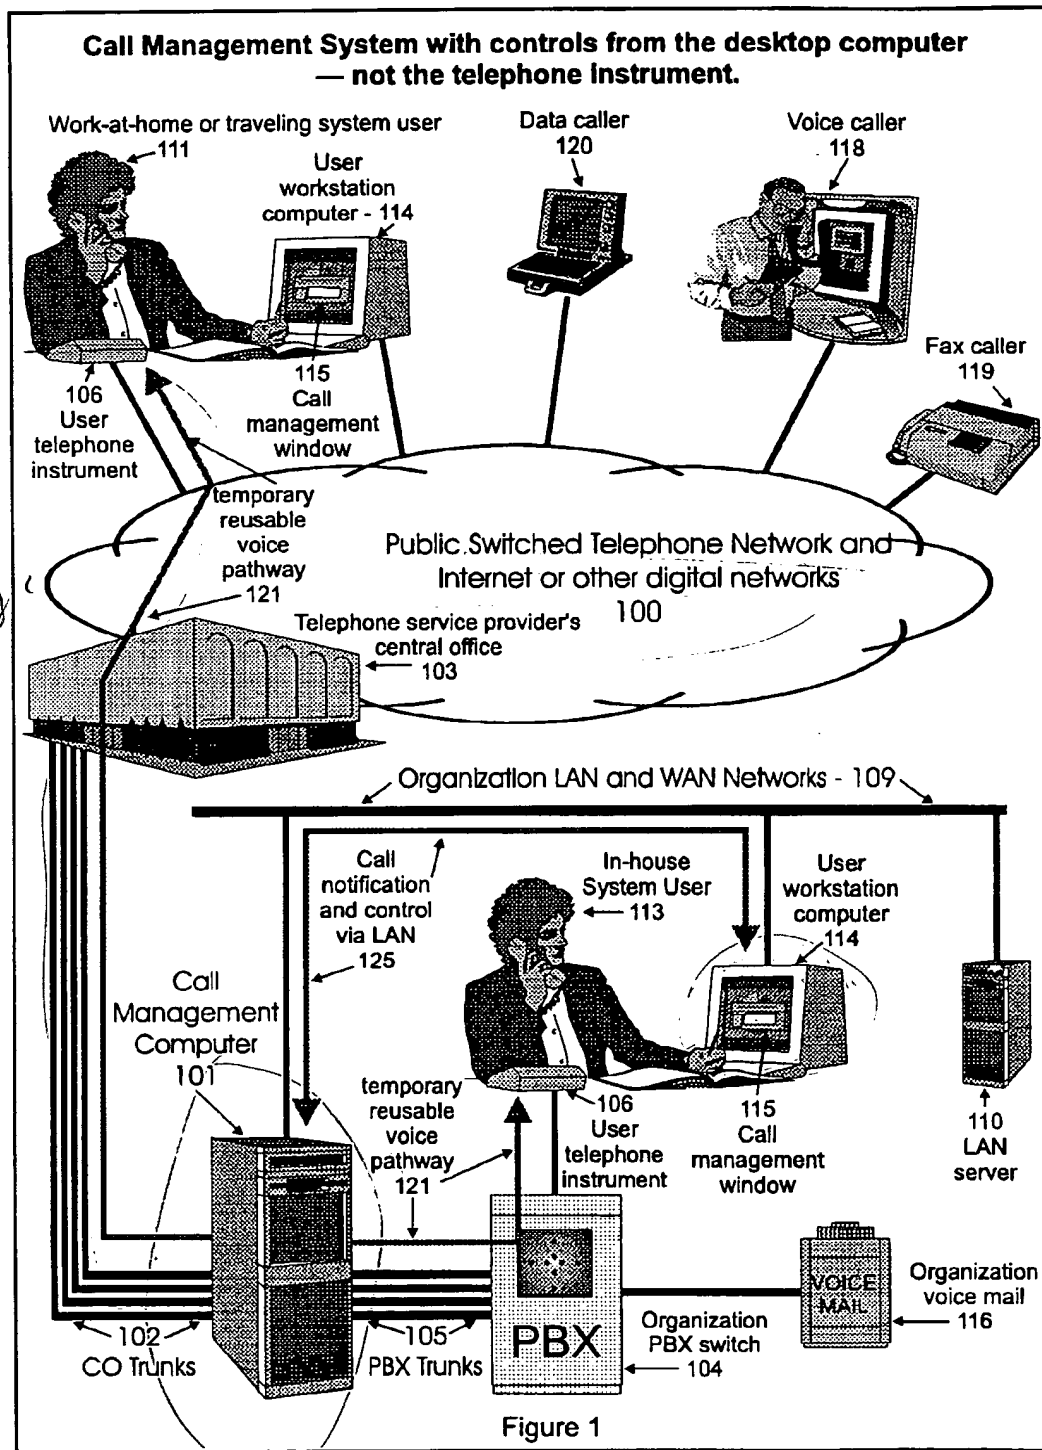 Call Management System with controls from the desktop computer
— not the telephone instrument.
Work-at-home or traveling system user
111
User
workstation
computer - 114
Data caller
120
Voice caller
118
Fax caller
119
106
User
telephone
instrument
115
Call
management
window
temporary
reusable
voice
pathway
121
Public Switched Telephone Network and
Internet or other digital networks
100
Telephone service provider's
central office
103
Organization LAN and WAN Networks - 109
Call
notification
and control
via LAN
125
In-house
System User
113
User
workstation
computer
114
Call
Management
Computer
101
temporary
reusable
voice
pathway
121
106
User
telephone
instrument
115
Call
management
window
110
LAN
server
VOICE
MAIL
Organization
voice mail
116
102
CO Trunks
105
PBX Trunks
PBX
Organization
PBX switch
104
Figure 1